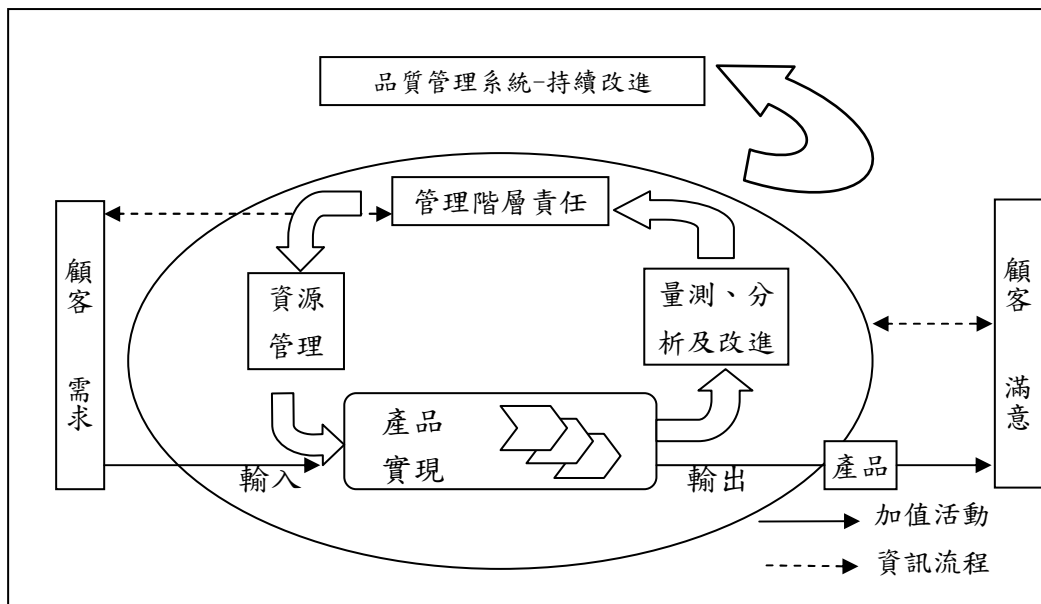 品質管理系統-持續改進
管理階層責任
顧客 需求
資源
管理
量測、分
析及改進
顧客 滿意
產品
實現
輸入
輸出
產品
加值活動
資訊流程